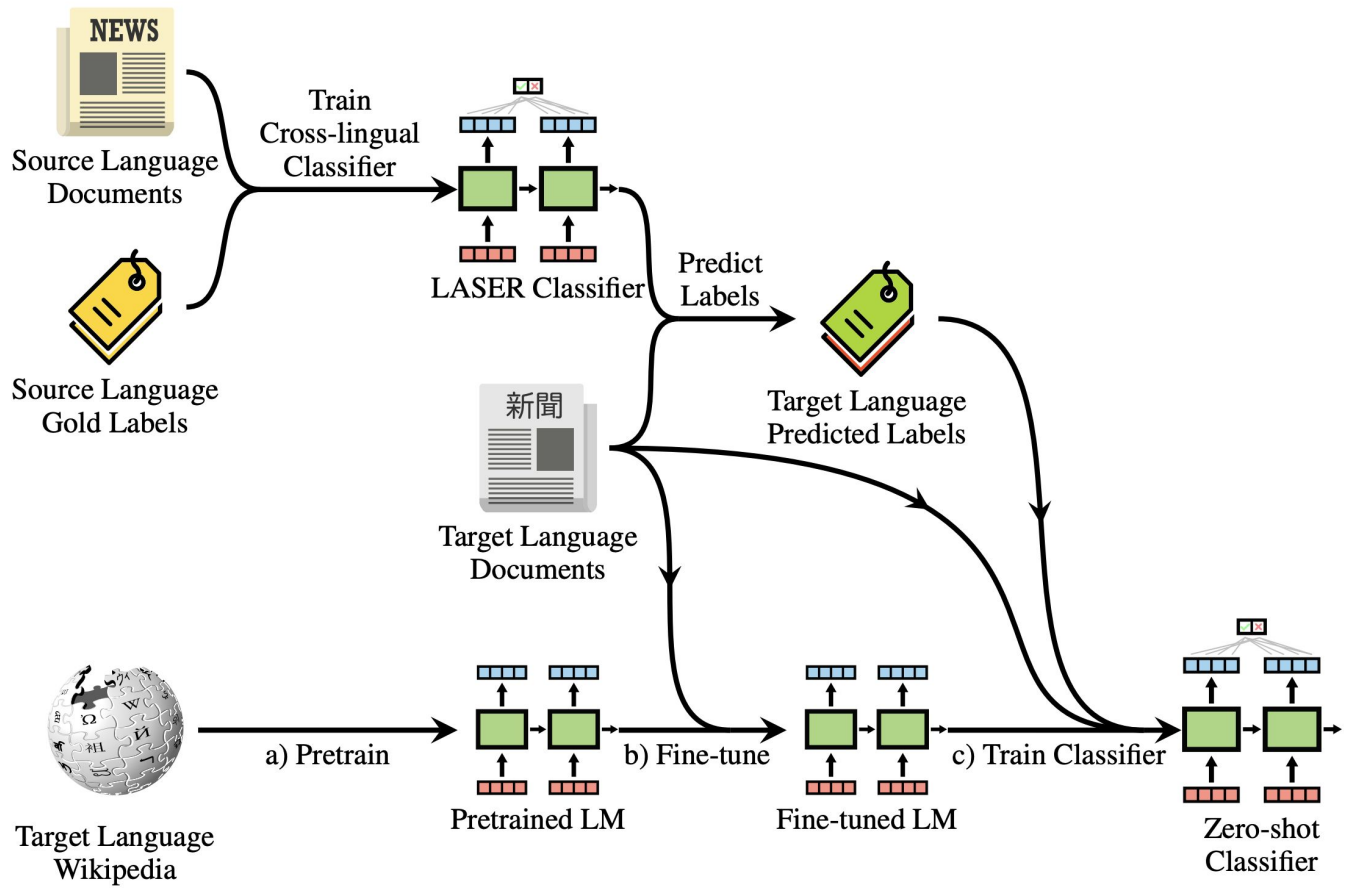 NEWS
Source Language
Documents
Train
Cross-lingual
Classifier
LASER Classifier
Source Language
Gold Labels
Predict
Labels
新聞
Target Language
Predicted Labels
Target Language
Documents
Ω
W
祖
Й
a) Pretrain
b) Fine-tune
c) Train Classifier
Pretrained LM
Fine-tuned LM
Target Language
Wikipedia
Zero-shot
Classifier